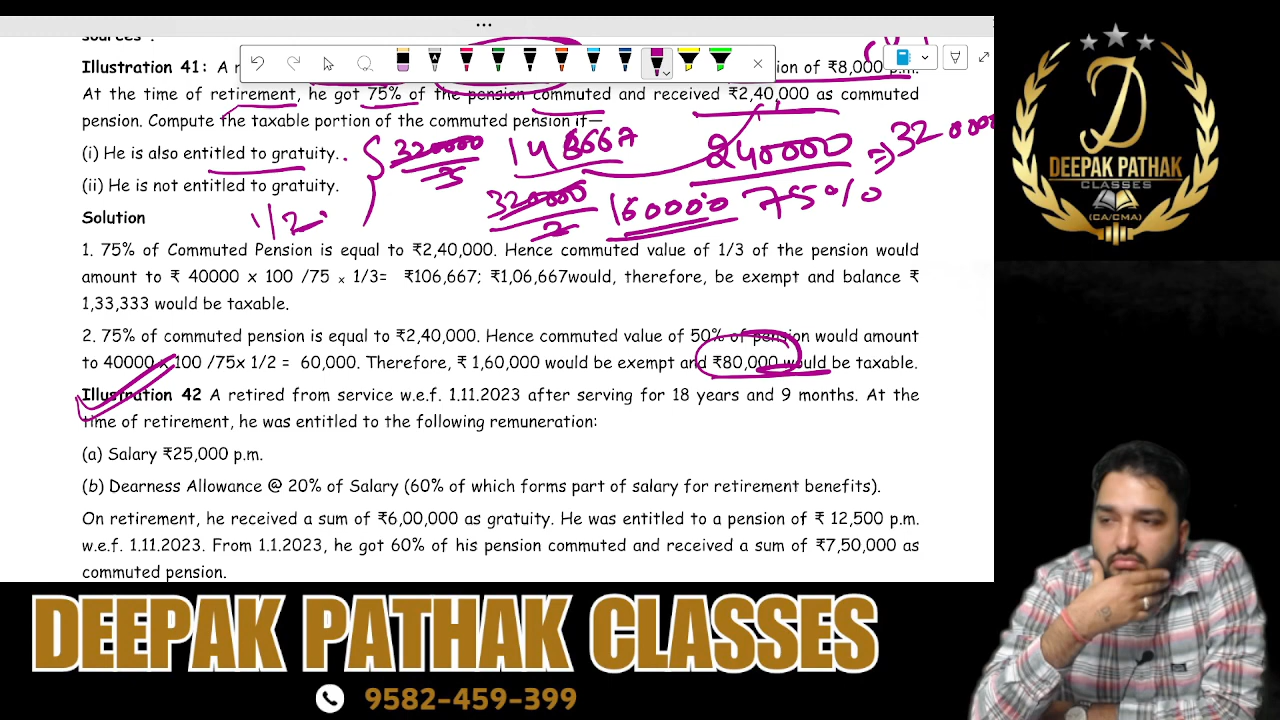 sources .
Illustration 41: A r ion of ₹8,000 p.m.
At the time of retirement, he got 75% of the pension commuted and received ₹2,40,000 as commuted
pension. Compute the taxable portion of the commuted pension if—
(i) He is also entitled to gratuity.
(ii) He is not entitled to gratuity.
320000
3
240000
=) 320000
320000
2
160000
75%
1/2
Solution
1. 75% of Commuted Pension is equal to ₹2,40,000. Hence commuted value of 1/3 of the pension would
amount to ₹ 40000 x 100 /75 x 1/3= ₹106,667; ₹1,06,667would, therefore, be exempt and balance ₹
1,33,333 would be taxable.
2. 75% of commuted pension is equal to ₹2,40,000. Hence commuted value of 50% of pension would amount
to 40000 x 100 /75x 1/2 = 60,000. Therefore, ₹ 1,60,000 would be exempt and ₹80,000 would be taxable.
Illustration 42 A retired from service w.e.f. 1.11.2023 after serving for 18 years and 9 months. At the
time of retirement, he was entitled to the following remuneration:
(a) Salary ₹25,000 p.m.
(b) Dearness Allowance @ 20% of Salary (60% of which forms part of salary for retirement benefits).
On retirement, he received a sum of ₹6,00,000 as gratuity. He was entitled to a pension of ₹ 12,500 p.m.
w.e.f. 1.11.2023. From 1.1.2023, he got 60% of his pension commuted and received a sum of ₹7,50,000 as
commuted pension.
D
DEEPAK PATHAK
CLASSES
(CA/CMA)
DEEPAK PATHAK CLASSES
9582-459-399